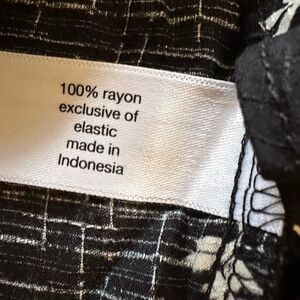 100% rayon
exclusive of
elastic
made in
Indonesia